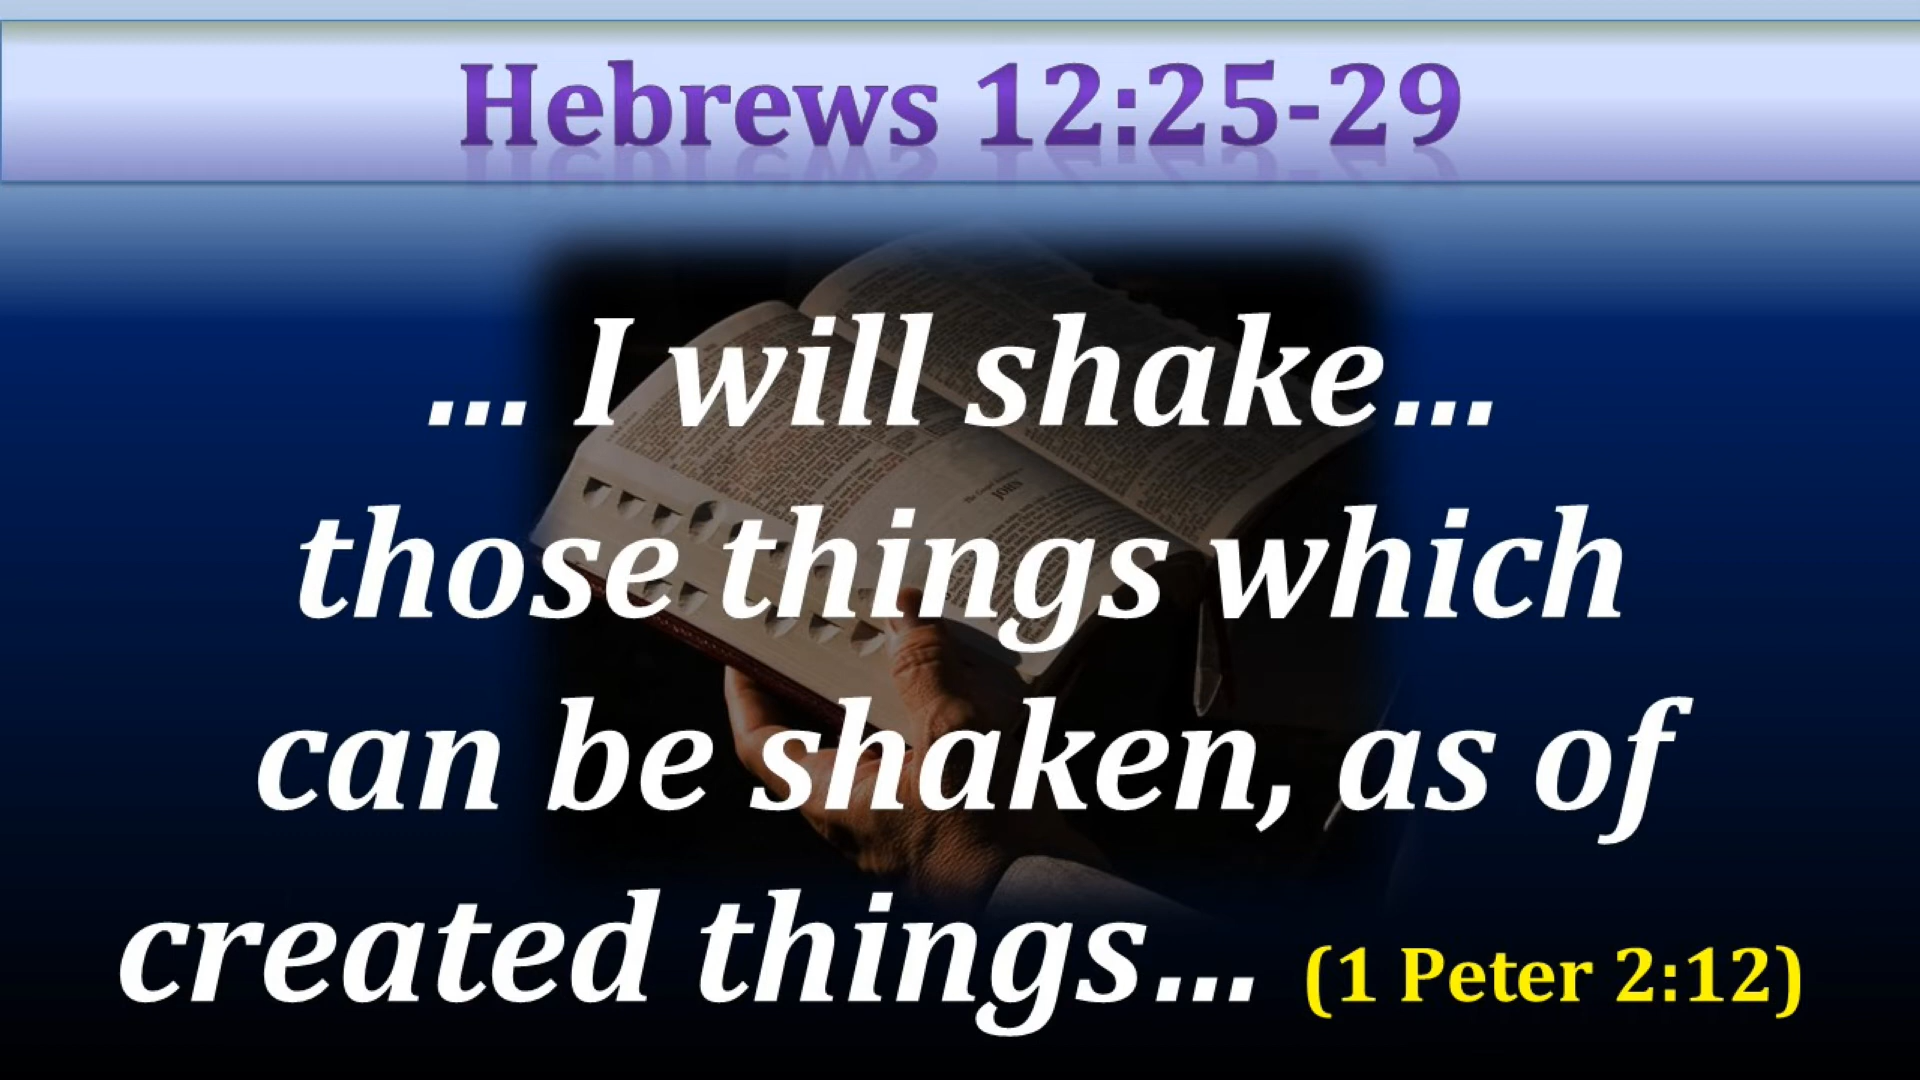 Hebrews 12:25-29
... I will shake...
those things which
JOHN
can be shaken, as of
created things... (1 Peter 2:12)